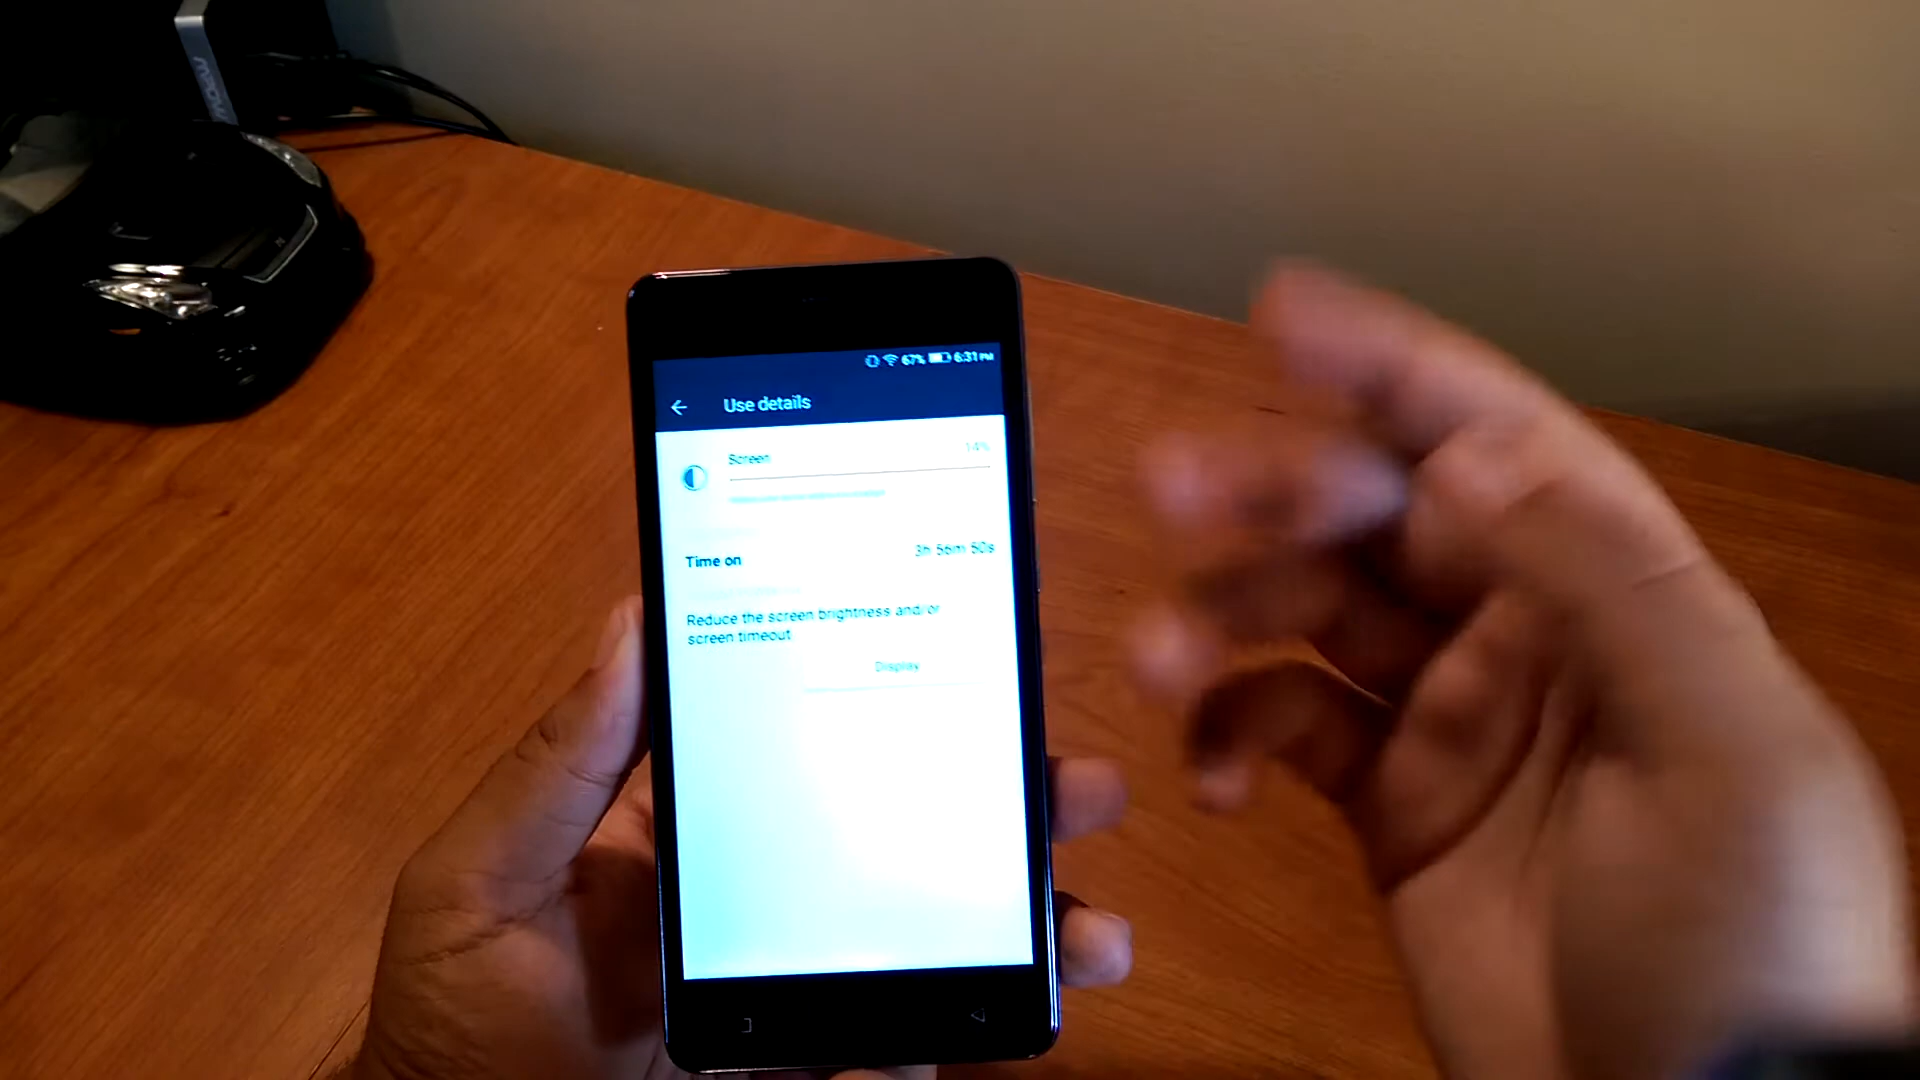 67% 6:31 PM
Use details
Screen 14%
Time on 3h 56m 50s
Reduce the screen brightness and/or
screen timeout
Display